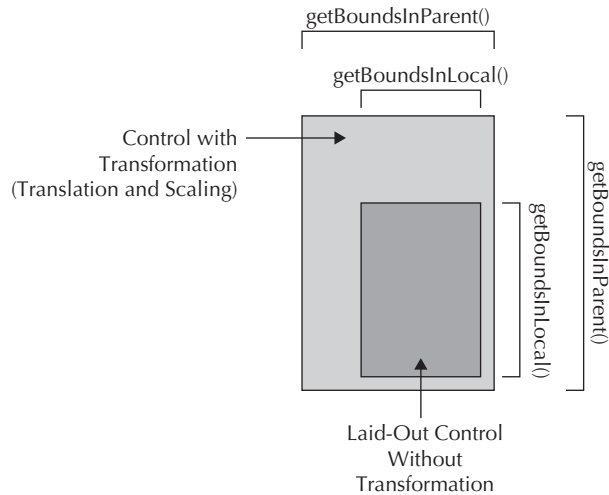 getBoundsInParent()
getBoundsInLocal()
Control with
Transformation
(Translation and Scaling)
getBoundsInLocal()
getBoundsInParent()
Laid-Out Control
Without
Transformation